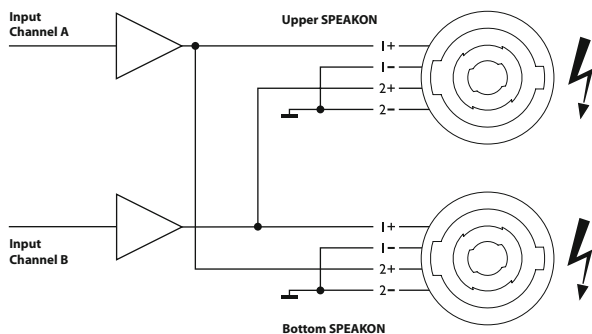 Input
Channel A
Upper SPEAKON
1+
1−
2+
2−
1+
1−
2+
2−
Input
Channel B
Bottom SPEAKON